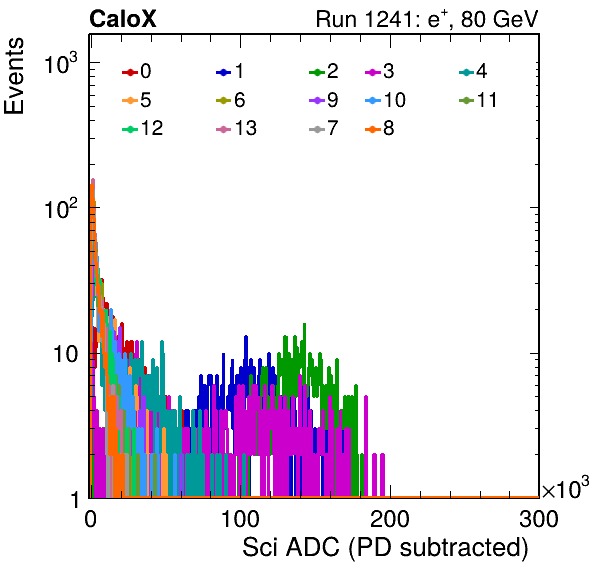 CaloX Run 1241: e⁺, 80 GeV
Events
10³
0 1 2 3 4
5 6 9 10 11
12 13 7 8
10²
10
1
0 100 200 300
×10³
Sci ADC (PD subtracted)